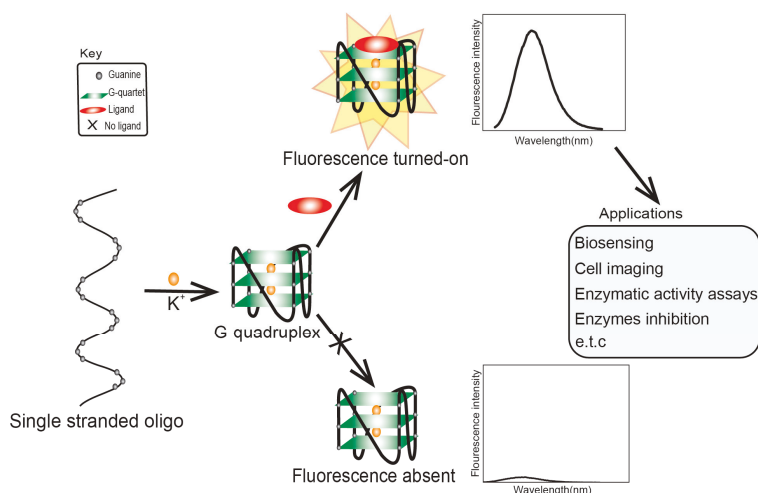 Key
Guanine
G-quartet
Ligand
X No ligand
Fluorescence turned-on
Flourescence intensity
Wavelength(nm)
Applications
Biosensing
Cell imaging
Enzymatic activity assays
Enzymes inhibition
e.t.c
K+
G quadruplex
Single stranded oligo
Fluorescence absent
Flourescence intensity
Wavelength(nm)